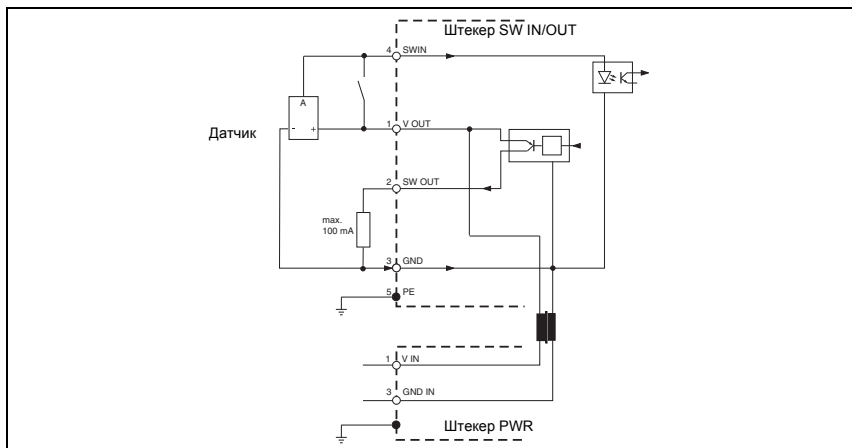 Штекер SW IN/OUT
4 SWIN
A
- +
Датчик
1 V OUT
2 SW OUT
max.
100 mA
3 GND
5 PE
1 V IN
3 GND IN
Штекер PWR